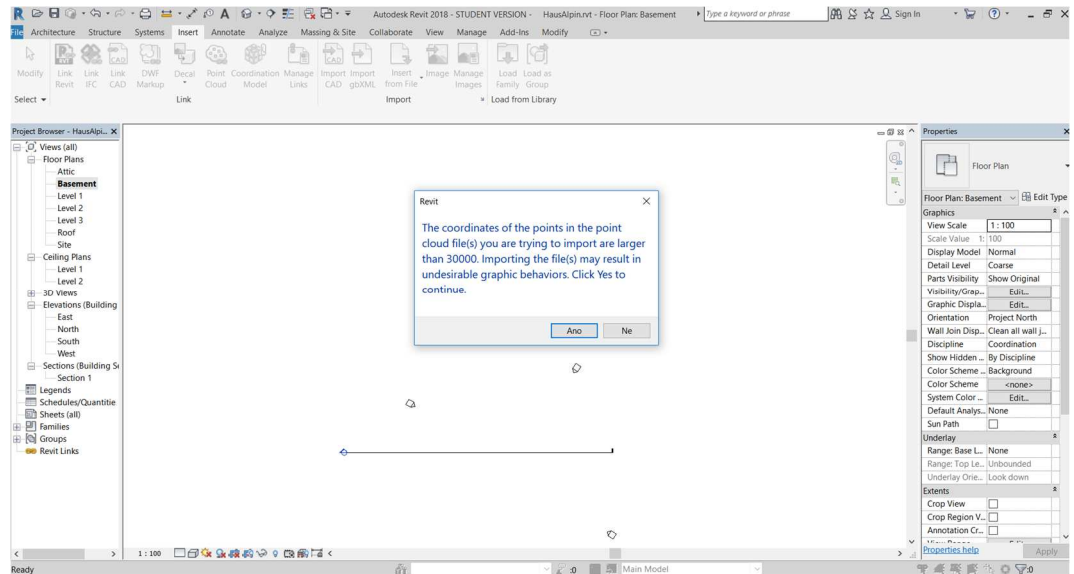 Autodesk Revit 2018 - STUDENT VERSION - HausAlpin.rvt - Floor Plan: Basement
Type a keyword or phrase
Sign In
File Architecture Structure Systems Insert Annotate Analyze Massing & Site Collaborate View Manage Add-Ins Modify
Modify
Link Revit
Link IFC
Link CAD
DWF Markup
Decal
Point Cloud
Coordination Model
Manage Links
Import CAD
Import gbXML
Insert from File
Image
Manage Images
Load Family
Load as Group
Select
Link
Import
Load from Library
Project Browser - HausAlpi...
Views (all)
Floor Plans
Attic
Basement
Level 1
Level 2
Level 3
Roof
Site
Ceiling Plans
Level 1
Level 2
3D Views
Elevations (Building
East
North
South
West
Sections (Building Se
Section 1
Legends
Schedules/Quantitie
Sheets (all)
Families
Groups
Revit Links
Revit
The coordinates of the points in the point
cloud file(s) you are trying to import are larger
than 30000. Importing the file(s) may result in
undesirable graphic behaviors. Click Yes to
continue.
Ano
Ne
Properties
Floor Plan
Floor Plan: Basement
Edit Type
Graphics
View Scale 1 : 100
Scale Value 1: 100
Display Model Normal
Detail Level Coarse
Parts Visibility Show Original
Visibility/Grap... Edit...
Graphic Displa... Edit...
Orientation Project North
Wall Join Disp... Clean all wall j...
Discipline Coordination
Show Hidden ... By Discipline
Color Scheme ... Background
Color Scheme <none>
System Color ... Edit...
Default Analys... None
Sun Path
Underlay
Range: Base L... None
Range: Top Le... Unbounded
Underlay Orie... Look down
Extents
Crop View
Crop Region V...
Annotation Cr...
Properties help
Apply
1 : 100
Ready
:0
Main Model
:0